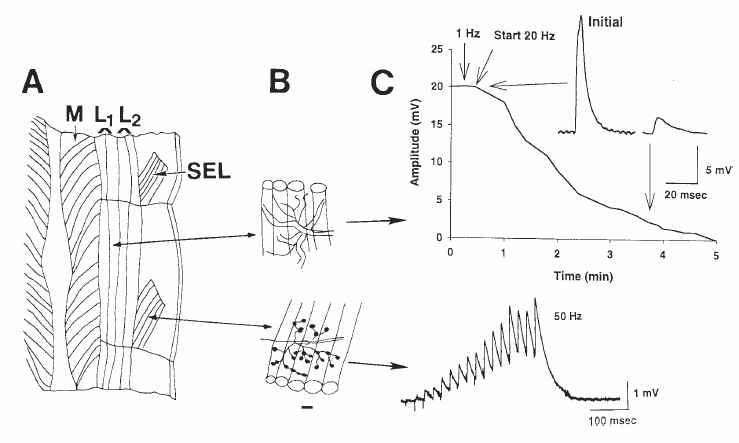 A
B
C
M L1 L2
SEL
1 Hz
Start 20 Hz
Initial
25
20
15
10
5
0
Amplitude (mV)
0 1 2 3 4 5
Time (min)
5 mV
20 msec
50 Hz
1 mV
100 msec